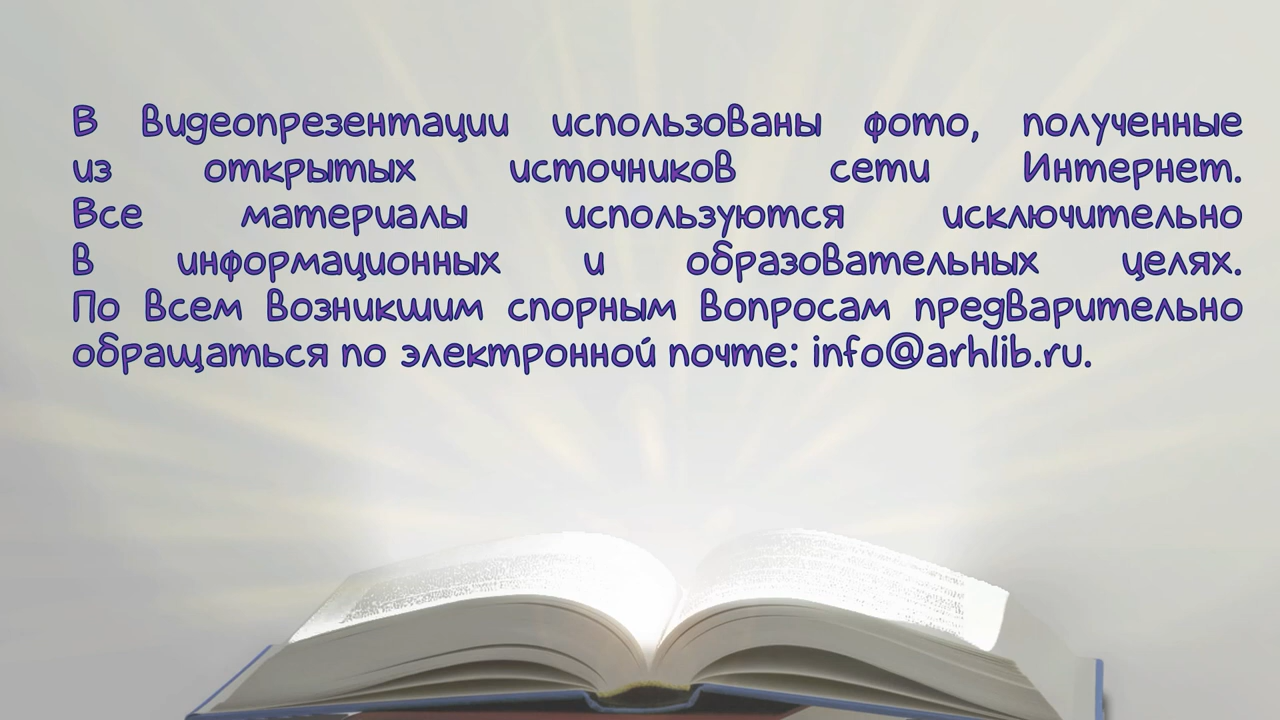 В видеопрезентации использованы фото, полученные
из открытых источников сети Интернет.
Все материалы используются исключительно
в информационных и образовательных целях.
По всем возникшим спорным вопросам предварительно
обращаться по электронной почте: info@arhlib.ru.